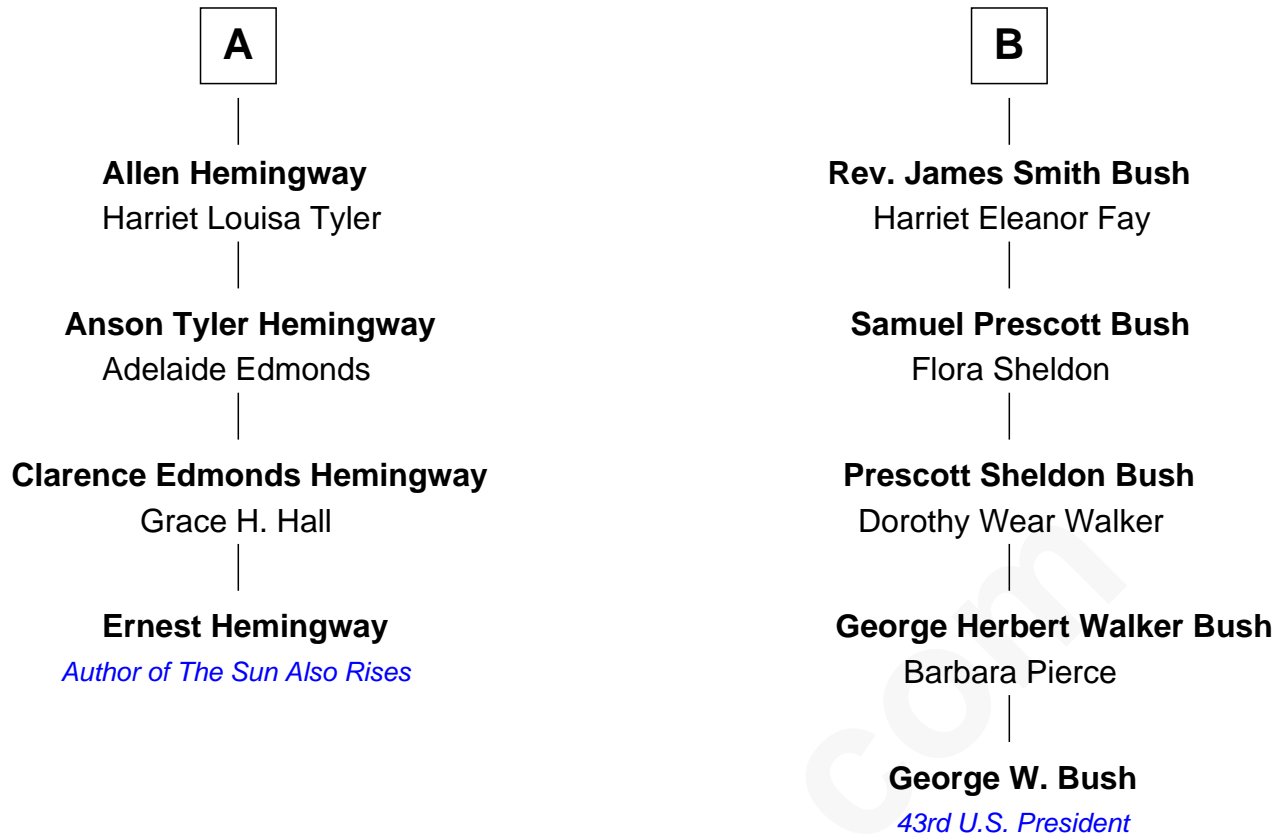 A
Allen Hemingway
Harriet Louisa Tyler
Anson Tyler Hemingway
Adelaide Edmonds
Clarence Edmonds Hemingway
Grace H. Hall
Ernest Hemingway
Author of The Sun Also Rises
B
Rev. James Smith Bush
Harriet Eleanor Fay
Samuel Prescott Bush
Flora Sheldon
Prescott Sheldon Bush
Dorothy Wear Walker
George Herbert Walker Bush
Barbara Pierce
George W. Bush
43rd U.S. President
com